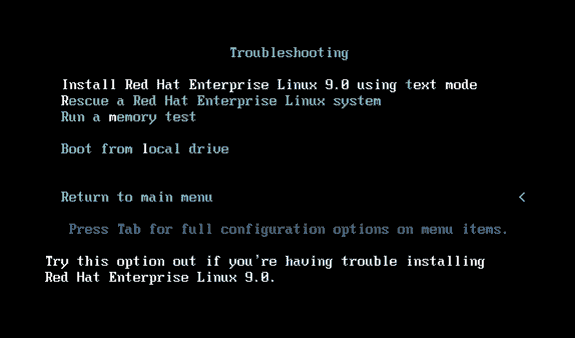 Troubleshooting
Install Red Hat Enterprise Linux 9.0 using text mode
Rescue a Red Hat Enterprise Linux system
Run a memory test
Boot from local drive
Return to main menu <
Press Tab for full configuration options on menu items.
Try this option out if you're having trouble installing
Red Hat Enterprise Linux 9.0.